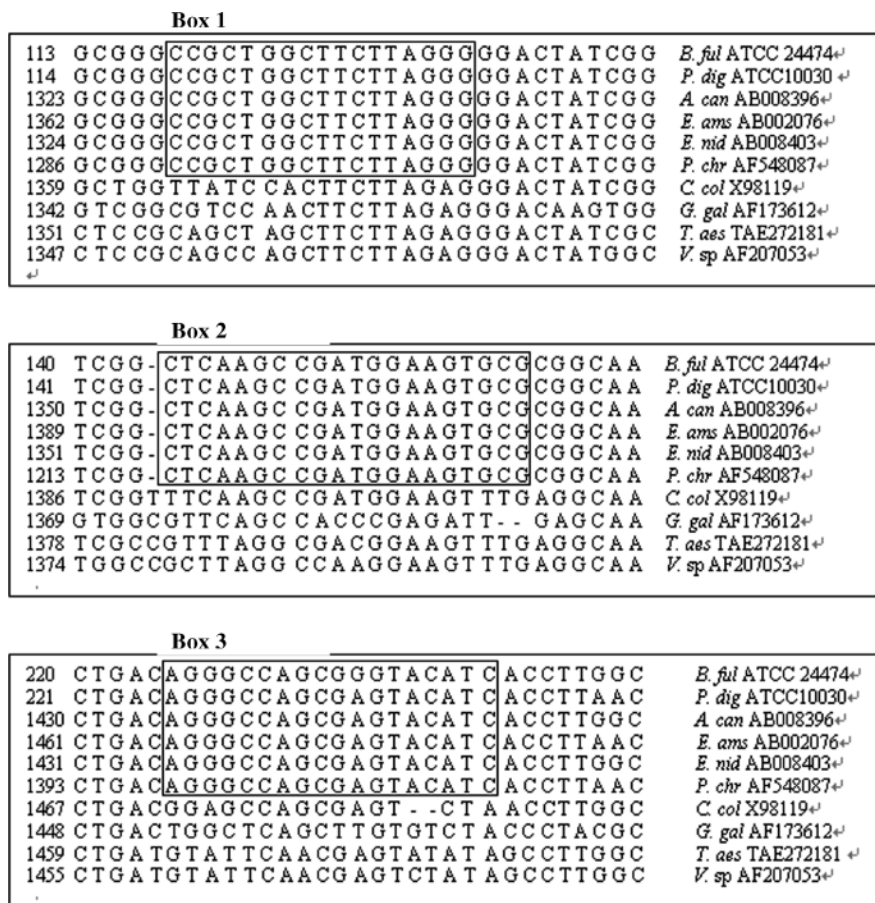 Box 1
113 GCGGGCCGCTGGCTTCTTAGGGGGACTATCGG B. ful ATCC 24474↵
114 GCGGGCCGCTGGCTTCTTAGGGGGACTATCGG P. dig ATCC10030 ↵
1323 GCGGGCCGCTGGCTTCTTAGGGGGACTATCGG A. can AB008396↵
1362 GCGGGCCGCTGGCTTCTTAGGGGGACTATCGG E. ams AB002076↵
1324 GCGGGCCGCTGGCTTCTTAGGGGGACTATCGG E. nid AB008403↵
1286 GCGGGCCGCTGGCTTCTTAGGGGGACTATCGG P. chr AF548087↵
1359 GCTGGTTATCCACTTCTTAGAGGGACTATCGG C. col X98119↵
1342 GTCGGCGTCCAACTTCTTAGAGGGACAAGTGG G. gal AF173612↵
1351 CTCCGCAGCTAGCTTCTTAGAGGGACTATCGC T. aes TAE272181↵
1347 CTCCGCAGCCAGCTTCTTAGAGGGACTATGGC V. sp AF207053↵
↵
Box 2
140 TCGG-CTCAAGCCGATGGAAGTGCGCGGCAA B. ful ATCC 24474↵
141 TCGG-CTCAAGCCGATGGAAGTGCGCGGCAA P. dig ATCC10030↵
1350 TCGG-CTCAAGCCGATGGAAGTGCGCGGCAA A. can AB008396↵
1389 TCGG-CTCAAGCCGATGGAAGTGCGCGGCAA E. ams AB002076↵
1351 TCGG-CTCAAGCCGATGGAAGTGCGCGGCAA E. nid AB008403↵
1213 TCGG-CTCAAGCCGATGGAAGTGCGCGGCAA P. chr AF548087↵
1386 TCGGTTTCAAGCCGATGGAAGTTTGAGGCAA C. col X98119↵
1369 GTGGCGTTCAGCCACCCGAGATT--GAGCAA G. gal AF173612↵
1378 TCGCCGTTTAGGCGACGGAAGTTTGAGGCAA T. aes TAE272181↵
1374 TGGCCGCTTAGGCCAAGGAAGTTTGAGGCAA V. sp AF207053↵
Box 3
220 CTGACAGGGCCAGCGGGTACATCACCTTGGC B. ful ATCC 24474↵
221 CTGACAGGGCCAGCGAGTACATCACCTTAAC P. dig ATCC10030↵
1430 CTGACAGGGCCAGCGAGTACATCACCTTGGC A. can AB008396↵
1461 CTGACAGGGCCAGCGAGTACATCACCTTAAC E. ams AB002076↵
1431 CTGACAGGGCCAGCGAGTACATCACCTTGGC E. nid AB008403↵
1393 CTGACAGGGCCAGCGAGTACATCACCTTAAC P. chr AF548087↵
1467 CTGACGGAGCCAGCGAGT--CTAACCTTGGC C. col X98119↵
1448 CTGACTGGCTCAGCTTGTGTCTACCCTACGC G. gal AF173612↵
1459 CTGATGTATTCAACGAGTATATAGCCTTGGC T. aes TAE272181 ↵
1455 CTGATGTATTCAACGAGTCTATAGCCTTGGC V. sp AF207053↵